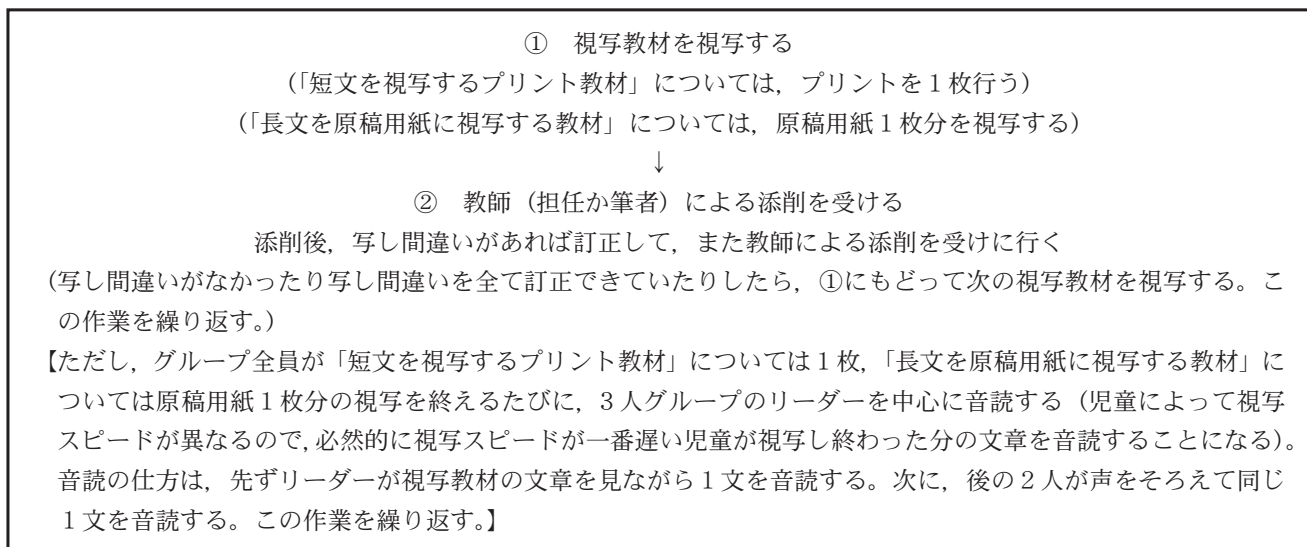 ① 視写教材を視写する
(「短文を視写するプリント教材」については，プリントを1枚行う)
(「長文を原稿用紙に視写する教材」については，原稿用紙1枚分を視写する)
↓
② 教師（担任か筆者）による添削を受ける
添削後，写し間違いがあれば訂正して，また教師による添削を受けに行く
(写し間違いがなかったり写し間違いを全て訂正できていたりしたら，①にもどって次の視写教材を視写する。こ
の作業を繰り返す。)
【ただし，グループ全員が「短文を視写するプリント教材」については1枚，「長文を原稿用紙に視写する教材」に
ついては原稿用紙1枚分の視写を終えるたびに，3人グループのリーダーを中心に音読する（児童によって視写
スピードが異なるので，必然的に視写スピードが一番遅い児童が視写し終わった分の文章を音読することになる）。
音読の仕方は，先ずリーダーが視写教材の文章を見ながら1文を音読する。次に，後の2人が声をそろえて同じ
1文を音読する。この作業を繰り返す。】